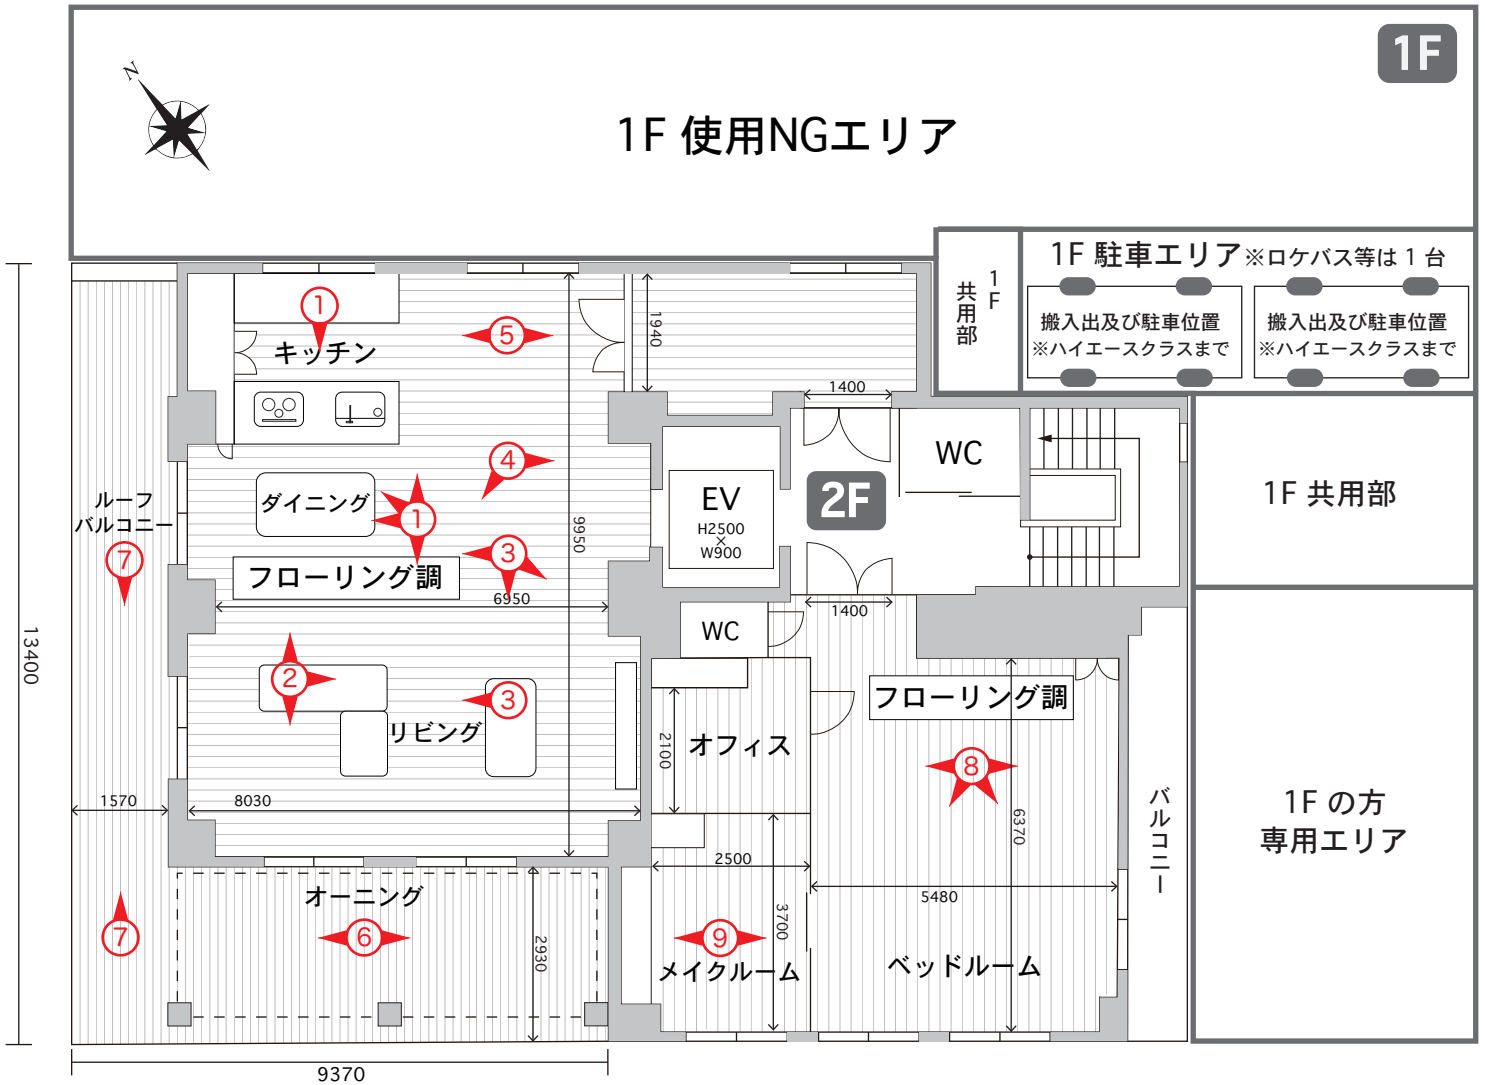 1F
N
1F 使用NGエリア
1F 駐車エリア※ロケバス等は 1 台
1F
共用部
搬入出及び駐車位置
※ハイエースクラスまで
搬入出及び駐車位置
※ハイエースクラスまで
①
キッチン
⑤
1940
1400
WC
④
EV
H2500
×
W900
2F
1F 共用部
ルーフ
バルコニー
ダイニング
①
⑦
③
9950
フローリング調
6950
1400
WC
13400
②
③
リビング
フローリング調
オフィス
2100
⑧
6370
1570
8030
バルコニー
1F の方
専用エリア
2500
5480
オーニング
⑦
⑥
2930
3700
⑨
メイクルーム
ベッドルーム
9370